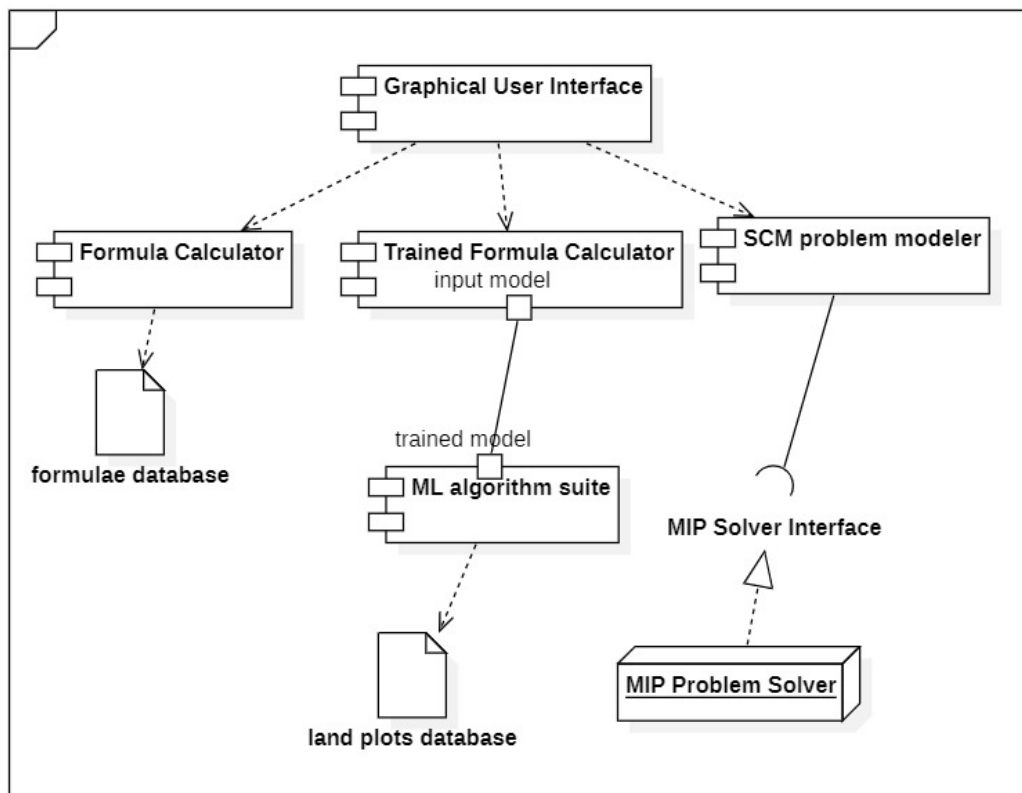 Graphical User Interface
Formula Calculator
Trained Formula Calculator
input model
SCM problem modeler
formulae database
trained model
ML algorithm suite
MIP Solver Interface
MIP Problem Solver
land plots database